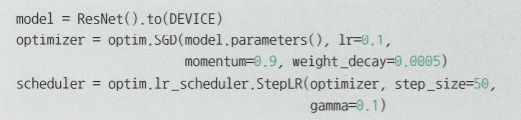 model = ResNet().to(DEVICE)
optimizer = optim.SGD(model.parameters(), lr=0.1,
momentum=0.9, weight_decay=0.0005)
scheduler = optim.lr_scheduler.StepLR(optimizer, step_size=50,
gamma=0.1)